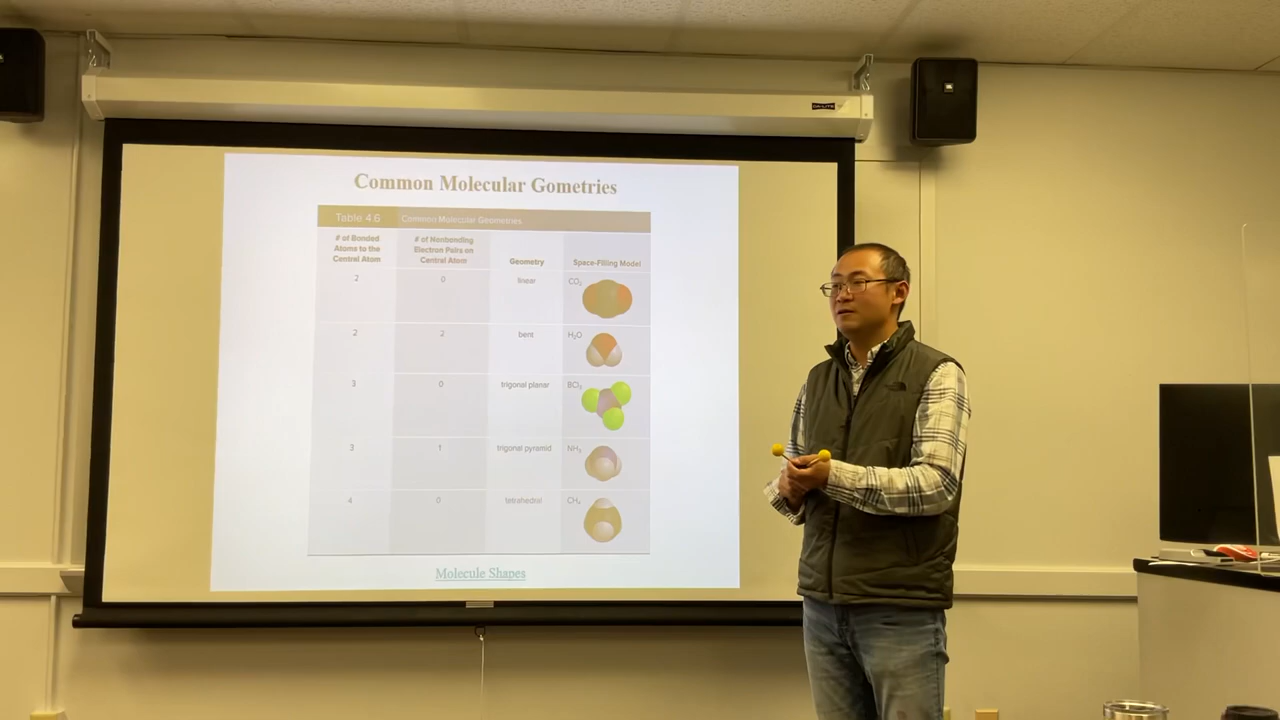 DA-LITE
Common Molecular Gometries
Table 4.6 Common Molecular Geometries
# of Bonded
Atoms to the
Central Atom
# of Nonbonding
Electron Pairs on
Central Atom
Geometry
Space-Filling Model
2 0 linear CO₂
2 2 bent H₂O
3 0 trigonal planar BCl₃
3 1 trigonal pyramid NH₃
4 0 tetrahedral CH₄
Molecule Shapes